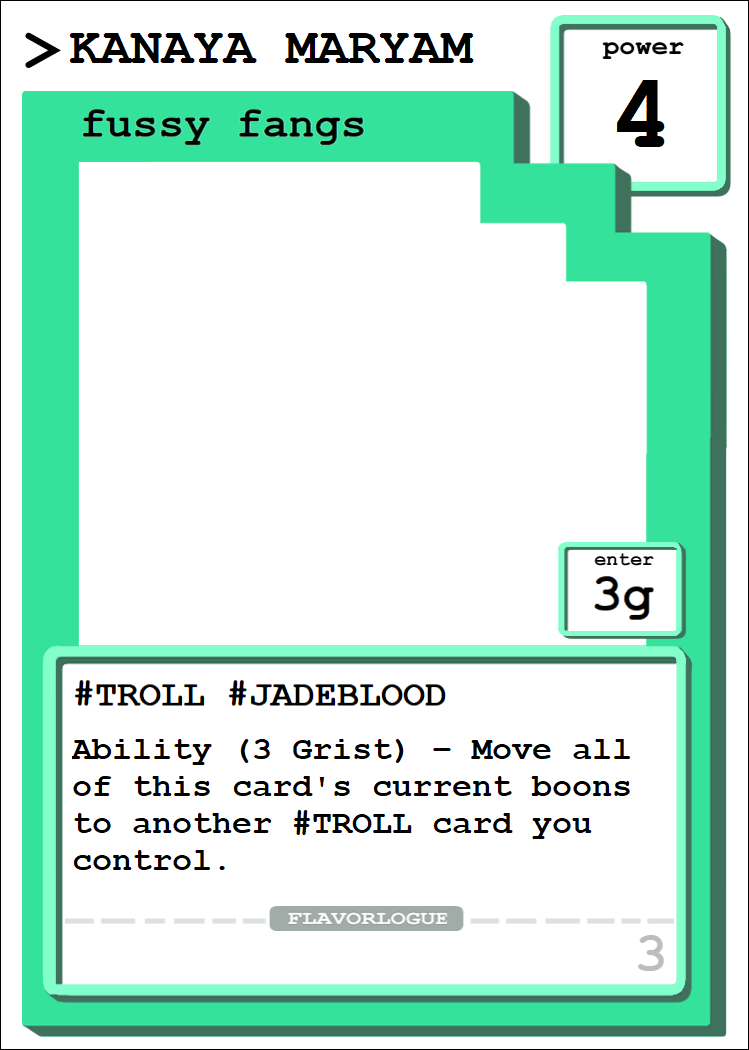 >KANAYA MARYAM
power
4
fussy fangs
enter
3g
#TROLL #JADEBLOOD
Ability (3 Grist) – Move all
of this card's current boons
to another #TROLL card you
control.
FLAVORLOGUE
3